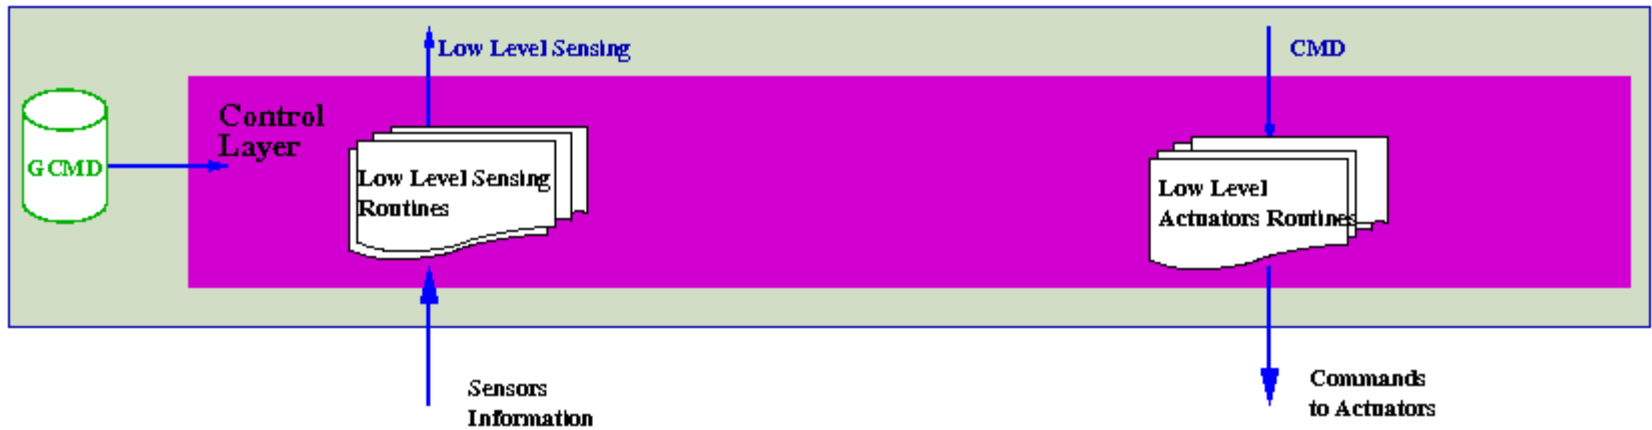 Low Level Sensing
CMD
Control
Layer
GCMD
Low Level Sensing
Routines
Low Level
Actuators Routines
Sensors
Information
Commands
to Actuators